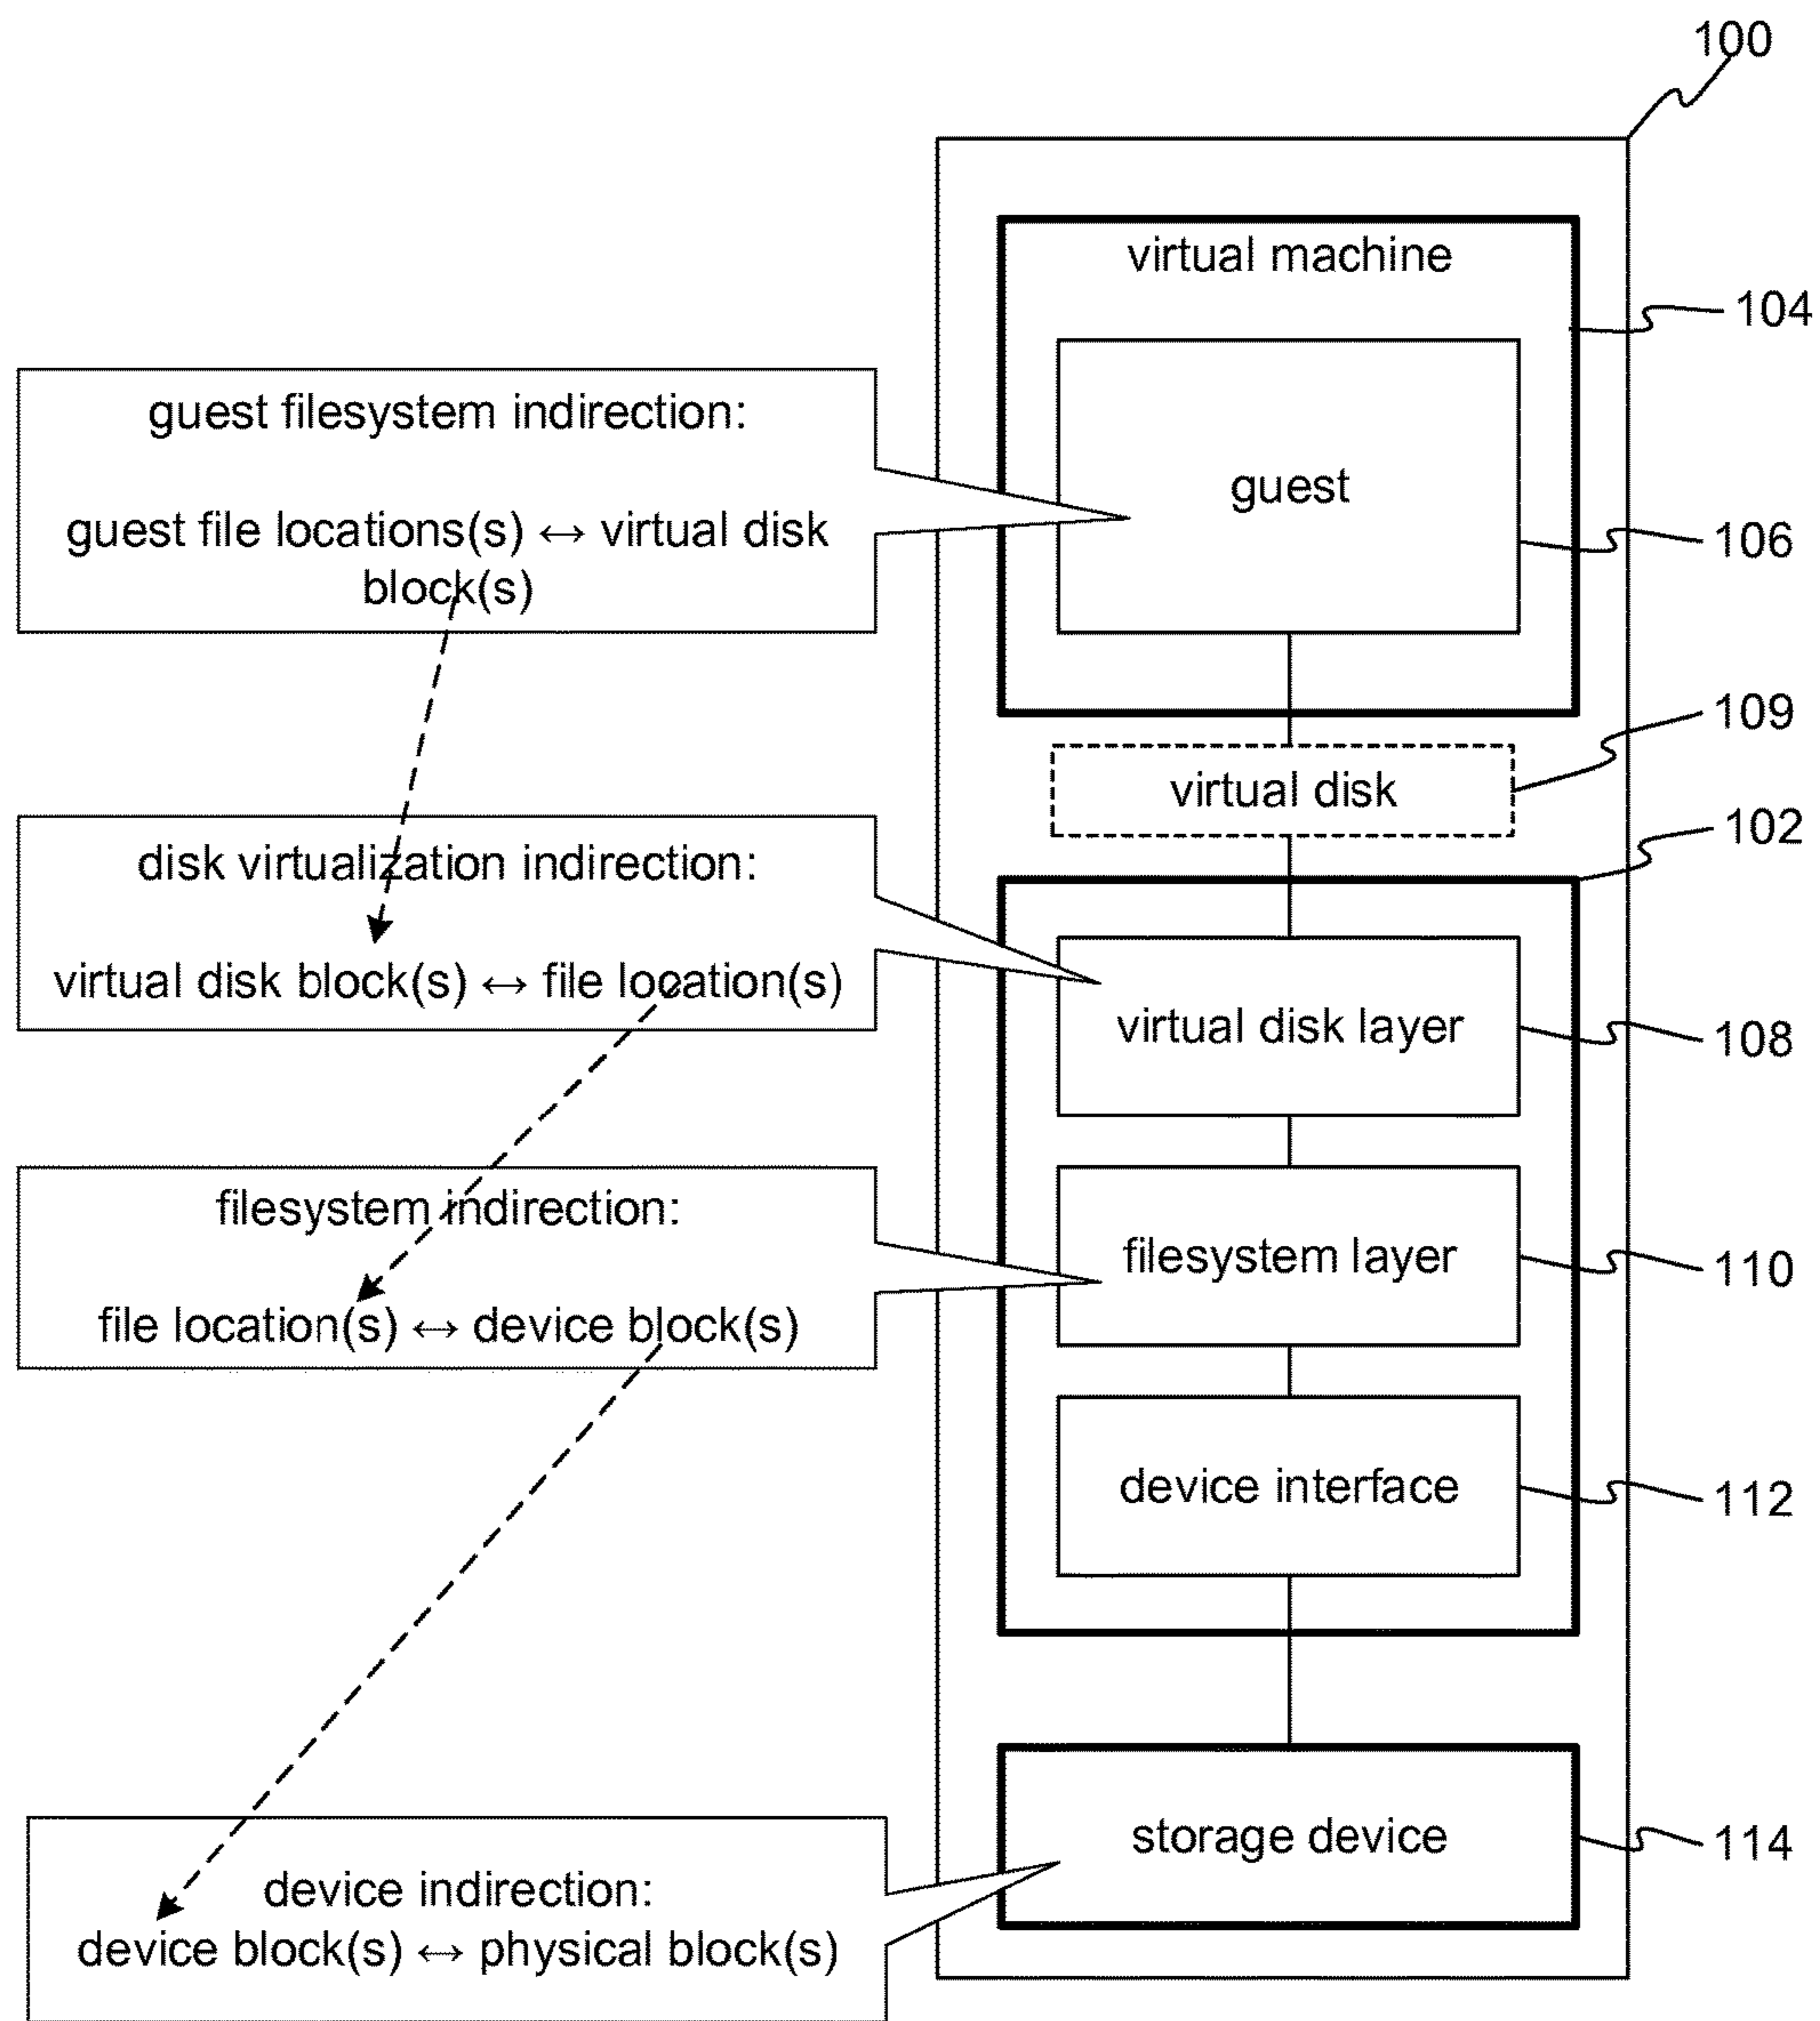 100
virtual machine
104
guest filesystem indirection:
guest file locations(s) ↔ virtual disk
block(s)
guest
106
109
virtual disk
102
disk virtualization indirection:
virtual disk block(s) ↔ file location(s)
virtual disk layer
108
filesystem indirection:
file location(s) ↔ device block(s)
filesystem layer
110
device interface
112
storage device
114
device indirection:
device block(s) ↔ physical block(s)